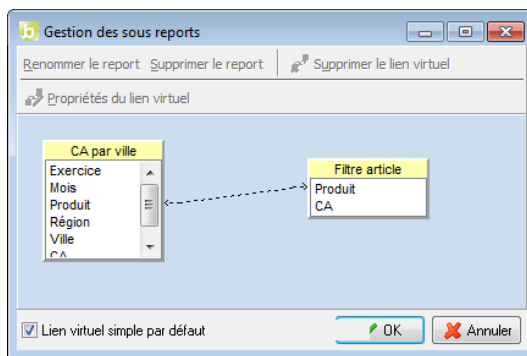 Gestion des sous reports
Renommer le report Supprimer le report Supprimer le lien virtuel
Propriétés du lien virtuel
CA par ville
Exercice
Mois
Produit
Région
Ville
CA
Filtre article
Produit
CA
Lien virtuel simple par défaut OK Annuler